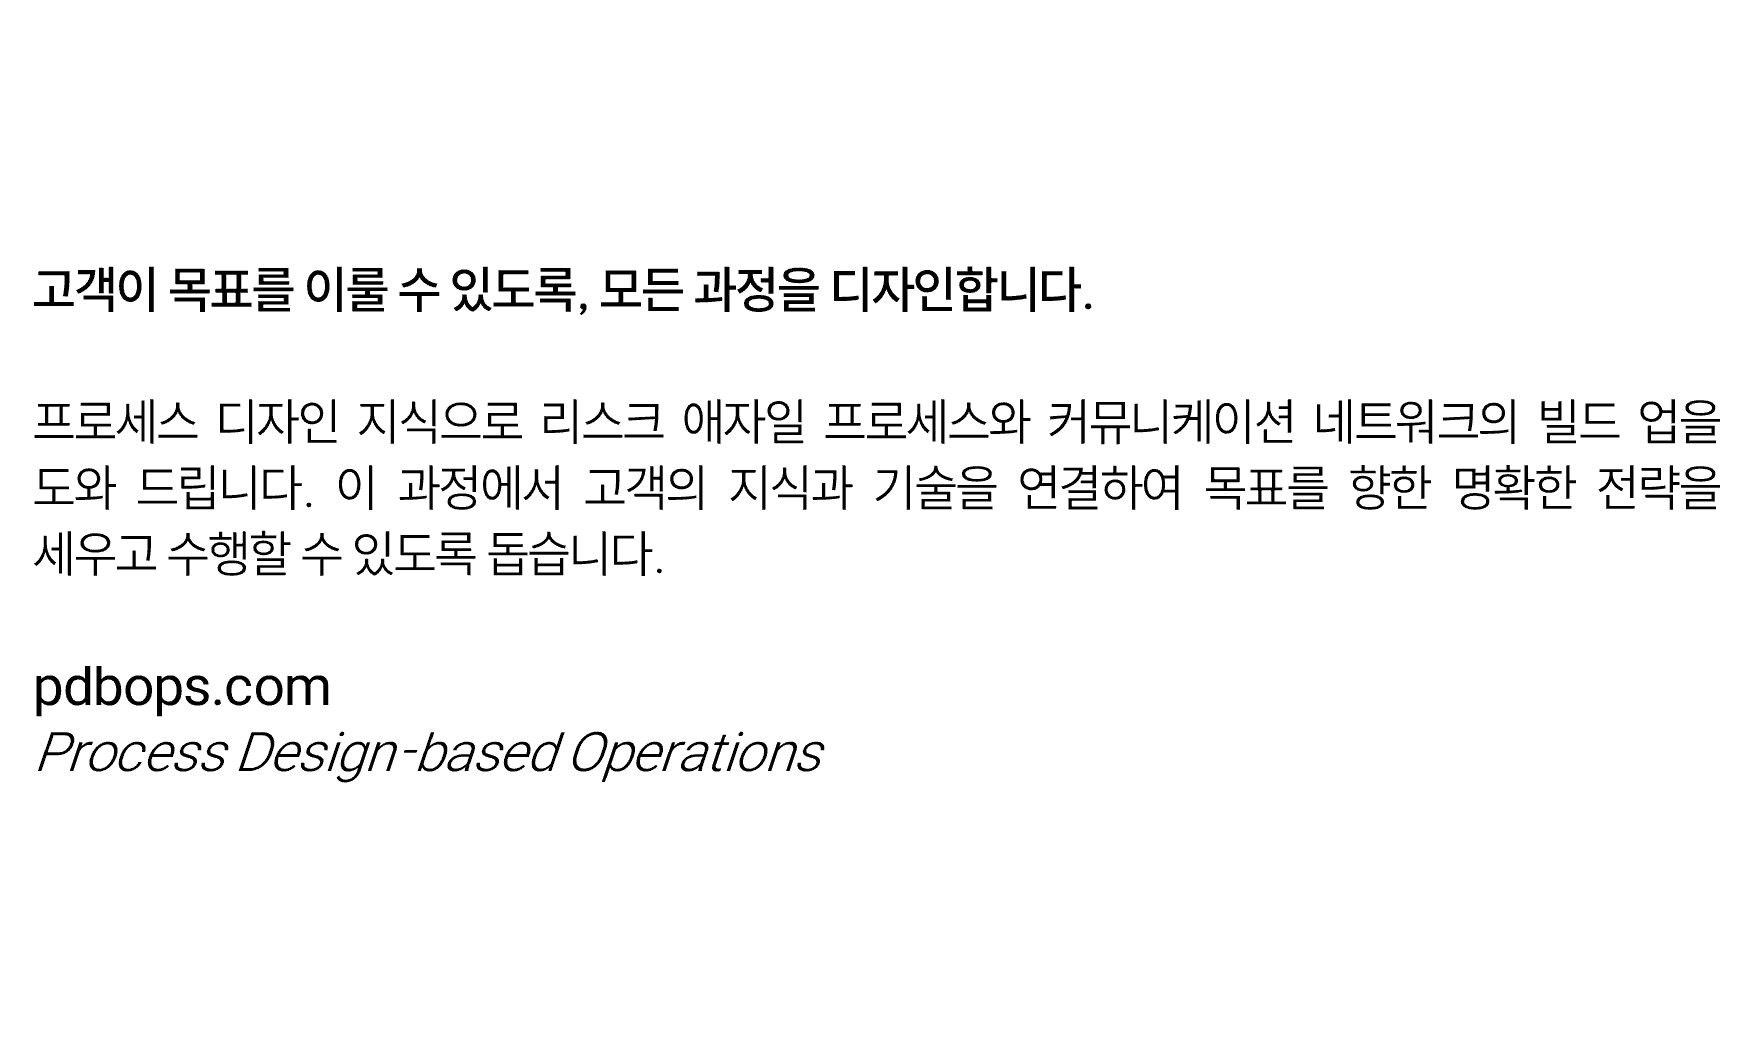 고객이 목표를 이룰 수 있도록, 모든 과정을 디자인합니다.
프로세스 디자인 지식으로 리스크 애자일 프로세스와 커뮤니케이션 네트워크의 빌드 업을
도와 드립니다. 이 과정에서 고객의 지식과 기술을 연결하여 목표를 향한 명확한 전략을
세우고 수행할 수 있도록 돕습니다.
pdbops.com
Process Design-based Operations